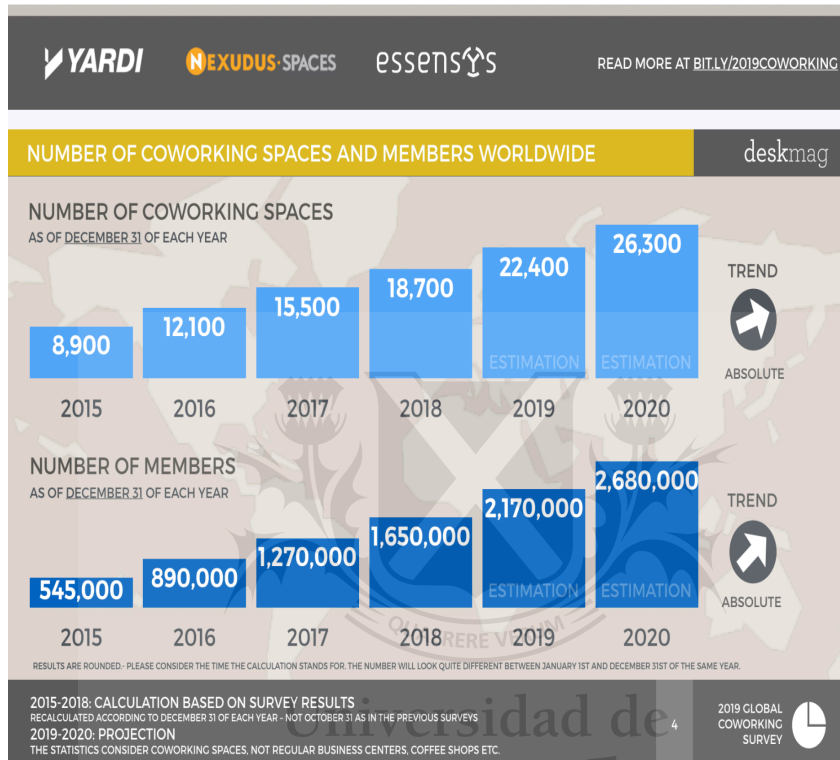 YARDI NEXUDUS·SPACES essensys READ MORE AT BIT.LY/2019COWORKING
NUMBER OF COWORKING SPACES AND MEMBERS WORLDWIDE deskmag
NUMBER OF COWORKING SPACES
AS OF DECEMBER 31 OF EACH YEAR
8,900 12,100 15,500 18,700 22,400 26,300
ESTIMATION ESTIMATION
TREND
ABSOLUTE
2015 2016 2017 2018 2019 2020
NUMBER OF MEMBERS
AS OF DECEMBER 31 OF EACH YEAR
545,000 890,000 1,270,000 1,650,000 2,170,000 2,680,000
ESTIMATION ESTIMATION
TREND
ABSOLUTE
2015 2016 2017 2018 2019 2020
QUAERERE VERUM
RESULTS ARE ROUNDED.- PLEASE CONSIDER THE TIME THE CALCULATION STANDS FOR. THE NUMBER WILL LOOK QUITE DIFFERENT BETWEEN JANUARY 1ST AND DECEMBER 31ST OF THE SAME YEAR.
2015-2018: CALCULATION BASED ON SURVEY RESULTS
RECALCULATED ACCORDING TO DECEMBER 31 OF EACH YEAR - NOT OCTOBER 31 AS IN THE PREVIOUS SURVEYS
2019-2020: PROJECTION
THE STATISTICS CONSIDER COWORKING SPACES, NOT REGULAR BUSINESS CENTERS, COFFEE SHOPS ETC.
Universidad de
4
2019 GLOBAL
COWORKING
SURVEY